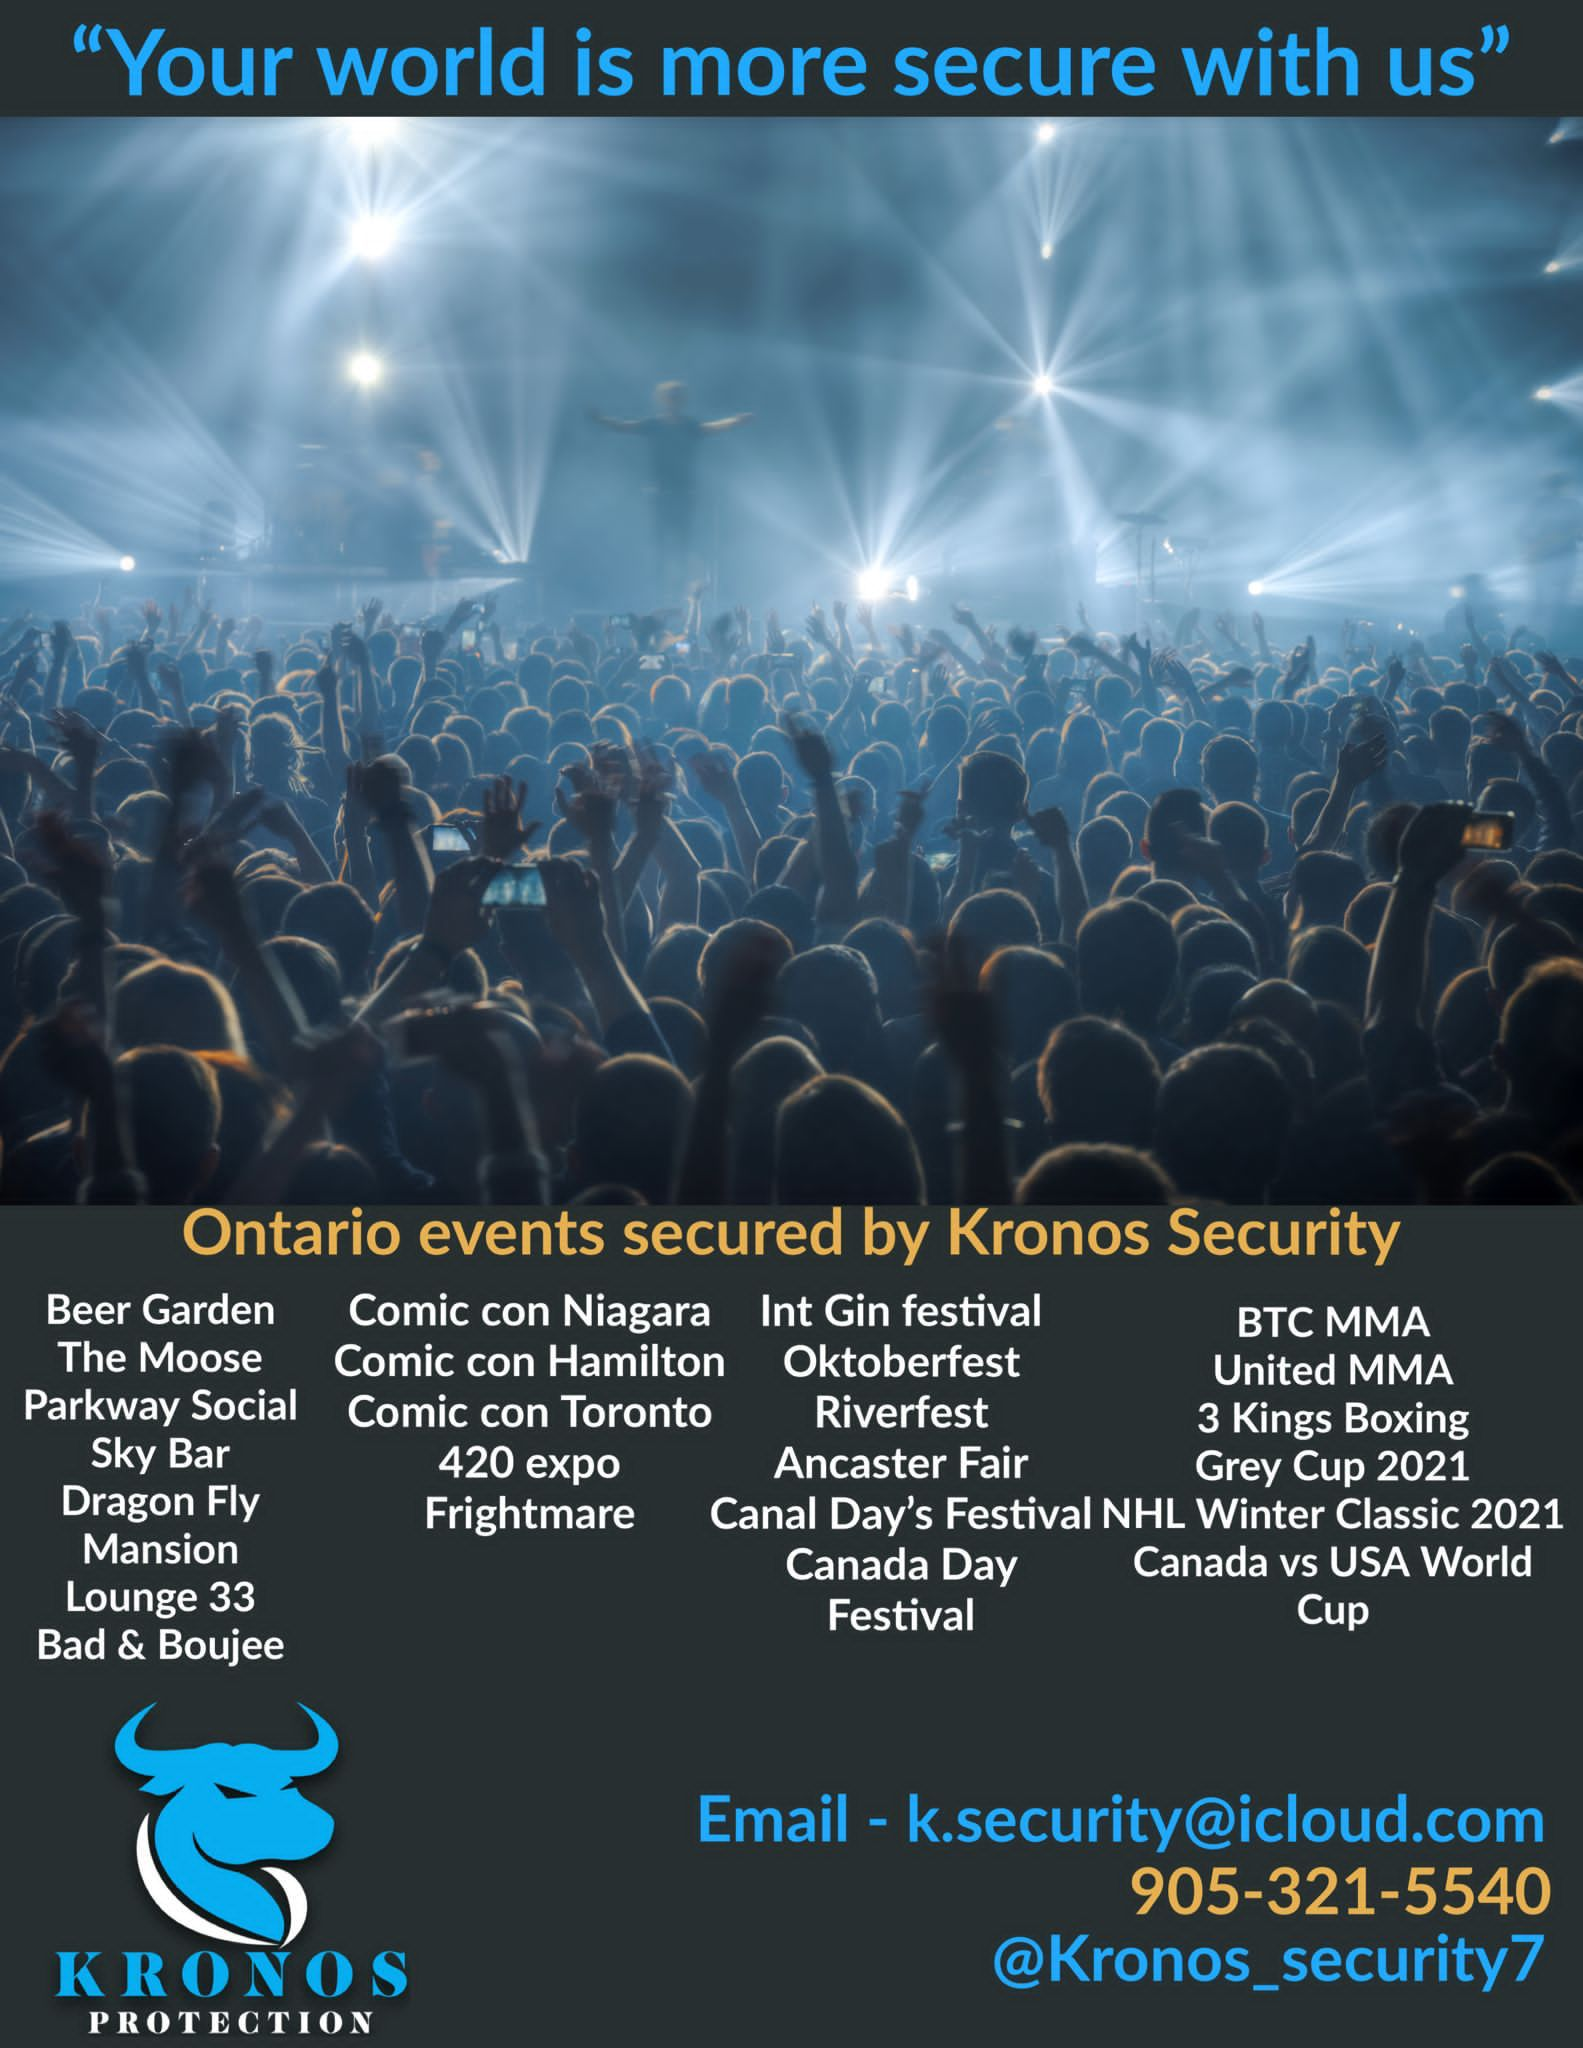 “Your world is more secure with us”
Ontario events secured by Kronos Security
Beer Garden
The Moose
Parkway Social
Sky Bar
Dragon Fly
Mansion
Lounge 33
Bad & Boujee
Comic con Niagara
Comic con Hamilton
Comic con Toronto
420 expo
Frightmare
Int Gin festival
Oktoberfest
Riverfest
Ancaster Fair
Canal Day’s Festival
Canada Day
Festival
BTC MMA
United MMA
3 Kings Boxing
Grey Cup 2021
NHL Winter Classic 2021
Canada vs USA World
Cup
KRONOS
PROTECTION
Email - k.security@icloud.com
905-321-5540
@Kronos_security7